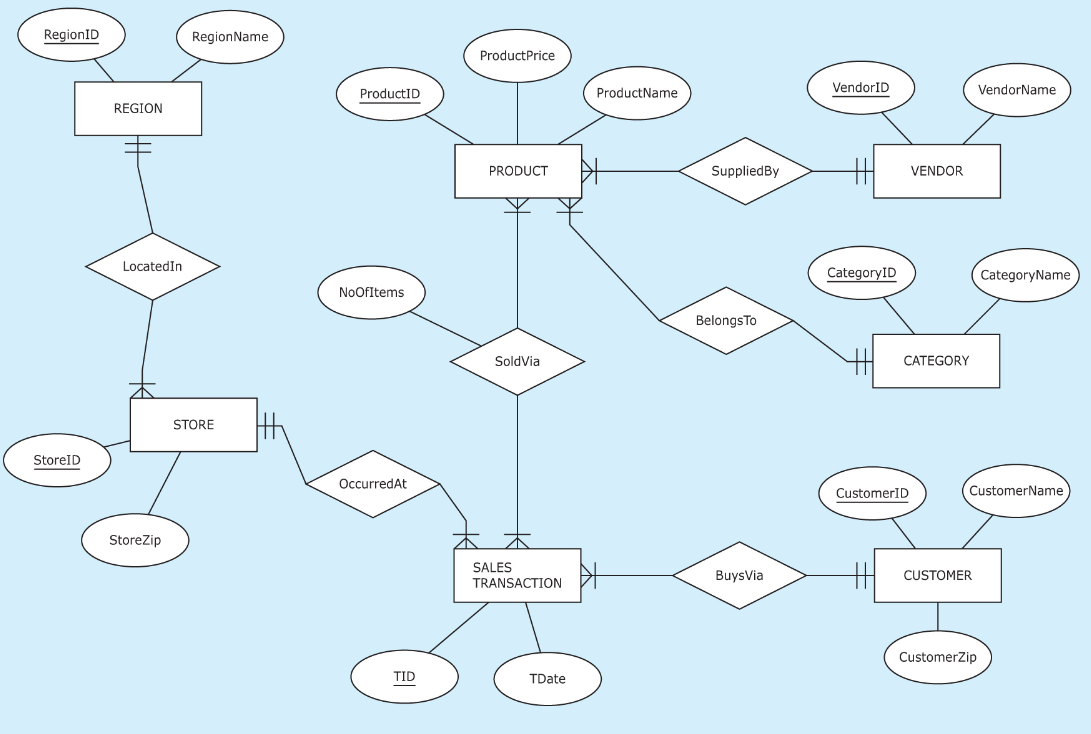 RegionID
RegionName
REGION
ProductPrice
ProductID
ProductName
PRODUCT
SuppliedBy
VendorID
VendorName
VENDOR
LocatedIn
NoOfItems
SoldVia
BelongsTo
CategoryID
CategoryName
CATEGORY
STORE
StoreID
StoreZip
OccurredAt
SALES
TRANSACTION
TID
TDate
BuysVia
CustomerID
CustomerName
CUSTOMER
CustomerZip